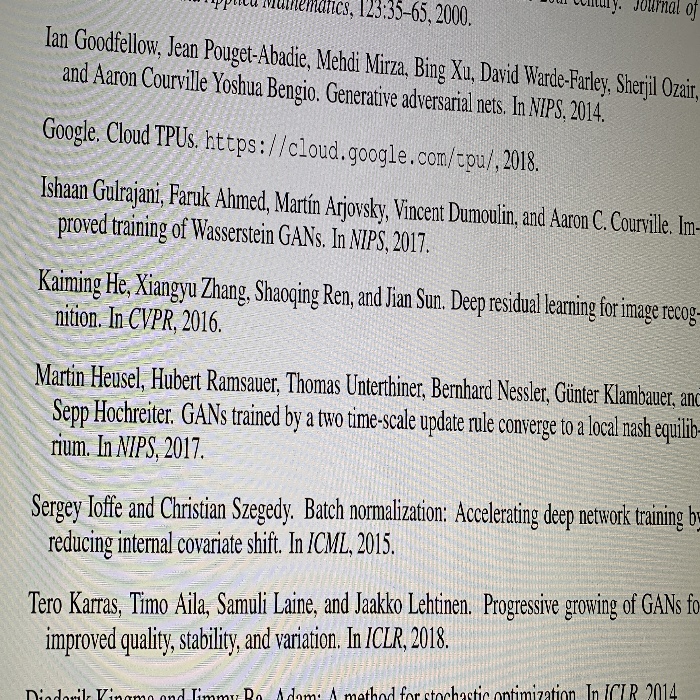 Applied Mathematics, 123:35–65, 2000.
century. Journal of
Ian Goodfellow, Jean Pouget-Abadie, Mehdi Mirza, Bing Xu, David Warde-Farley, Sherjil Ozair,
and Aaron Courville Yoshua Bengio. Generative adversarial nets. In NIPS, 2014.
Google. Cloud TPUs. https://cloud.google.com/tpu/, 2018.
Ishaan Gulrajani, Faruk Ahmed, Martín Arjovsky, Vincent Dumoulin, and Aaron C. Courville. Im-
proved training of Wasserstein GANs. In NIPS, 2017.
Kaiming He, Xiangyu Zhang, Shaoqing Ren, and Jian Sun. Deep residual learning for image recog-
nition. In CVPR, 2016.
Martin Heusel, Hubert Ramsauer, Thomas Unterthiner, Bernhard Nessler, Günter Klambauer, and
Sepp Hochreiter. GANs trained by a two time-scale update rule converge to a local nash equilib-
rium. In NIPS, 2017.
Sergey Ioffe and Christian Szegedy. Batch normalization: Accelerating deep network training by
reducing internal covariate shift. In ICML, 2015.
Tero Karras, Timo Aila, Samuli Laine, and Jaakko Lehtinen. Progressive growing of GANs fo
improved quality, stability, and variation. In ICLR, 2018.
Diederik Kingma and Jimmy Ba. Adam: A method for stochastic optimization. In ICLR, 2014